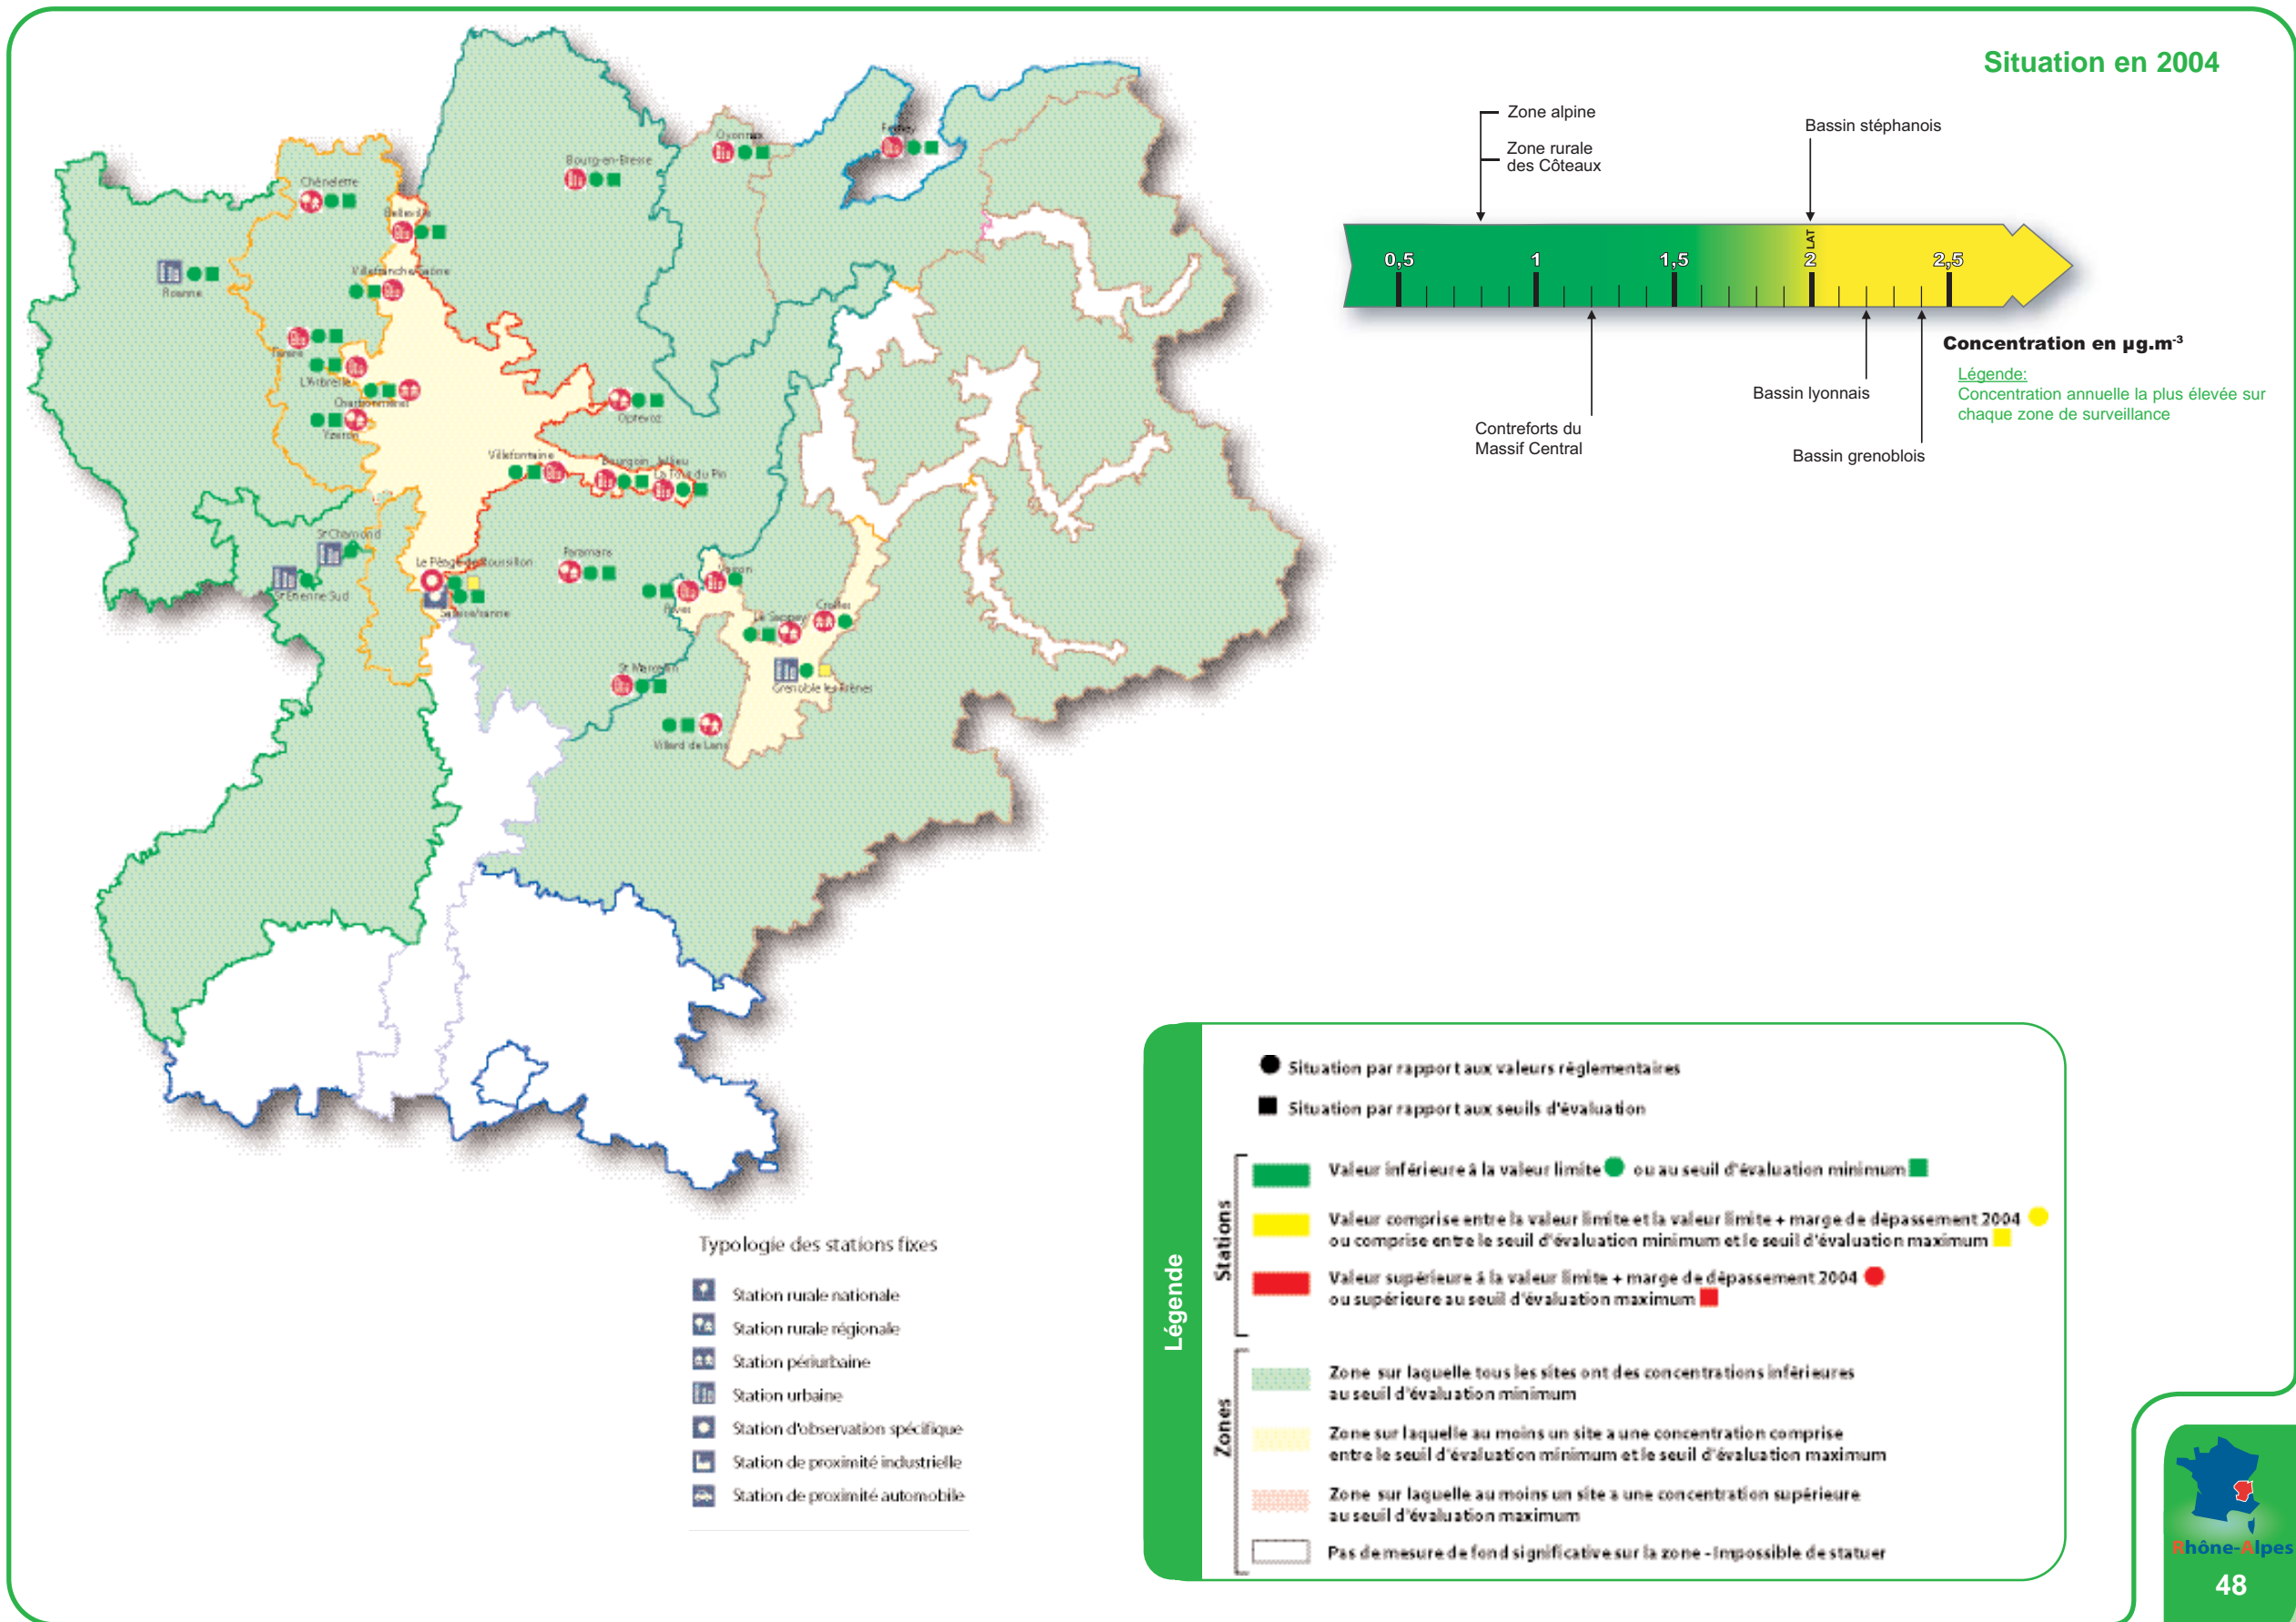 Situation en 2004
Zone alpine
Zone rurale
des Côteaux
Bassin stéphanois
0,5
1
1,5
2
LAT
2,5
Concentration en µg.m-3
Légende:
Concentration annuelle la plus élevée sur
chaque zone de surveillance
Bassin lyonnais
Contreforts du
Massif Central
Bassin grenoblois
Oyonnax
Bourg-en-Bresse
Chênelette
Belleville
Roanne
Villefranche/Saône
Tarare
L'Arbresle
Yzeron
Optevoz
Villefontaine
Bourgoin Jallieu
La Tour du Pin
St Chamond
Le Péage de Roussillon
St Etienne Sud
Faramans
Voiron
Rives
Le Sappey
Crolles
St Marcellin
Grenoble les Frênes
Villard de Lans
Typologie des stations fixes
Station rurale nationale
Station rurale régionale
Station périurbaine
Station urbaine
Station d'observation spécifique
Station de proximité industrielle
Station de proximité automobile
Légende
Situation par rapport aux valeurs réglementaires
Situation par rapport aux seuils d'évaluation
Stations
Valeur inférieure à la valeur limite ou au seuil d'évaluation minimum
Valeur comprise entre la valeur limite et la valeur limite + marge de dépassement 2004
ou comprise entre le seuil d'évaluation minimum et le seuil d'évaluation maximum
Valeur supérieure à la valeur limite + marge de dépassement 2004
ou supérieure au seuil d'évaluation maximum
Zones
Zone sur laquelle tous les sites ont des concentrations inférieures
au seuil d'évaluation minimum
Zone sur laquelle au moins un site a une concentration comprise
entre le seuil d'évaluation minimum et le seuil d'évaluation maximum
Zone sur laquelle au moins un site a une concentration supérieure
au seuil d'évaluation maximum
Pas de mesure de fond significative sur la zone - Impossible de statuer
Rhône-Alpes
48